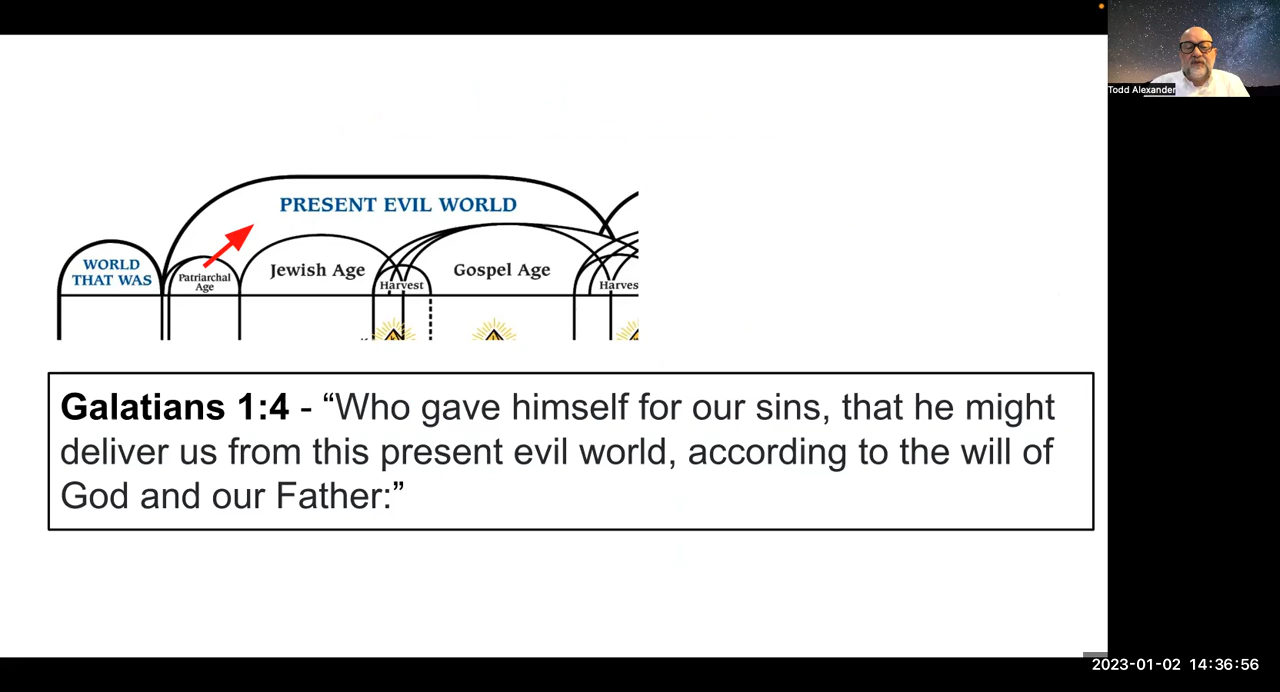 Todd Alexander
PRESENT EVIL WORLD
WORLD
THAT WAS
Patriarchal
Age
Jewish Age
Harvest
Gospel Age
Harves
Galatians 1:4 - “Who gave himself for our sins, that he might
deliver us from this present evil world, according to the will of
God and our Father:”
2023-01-02 14:36:56